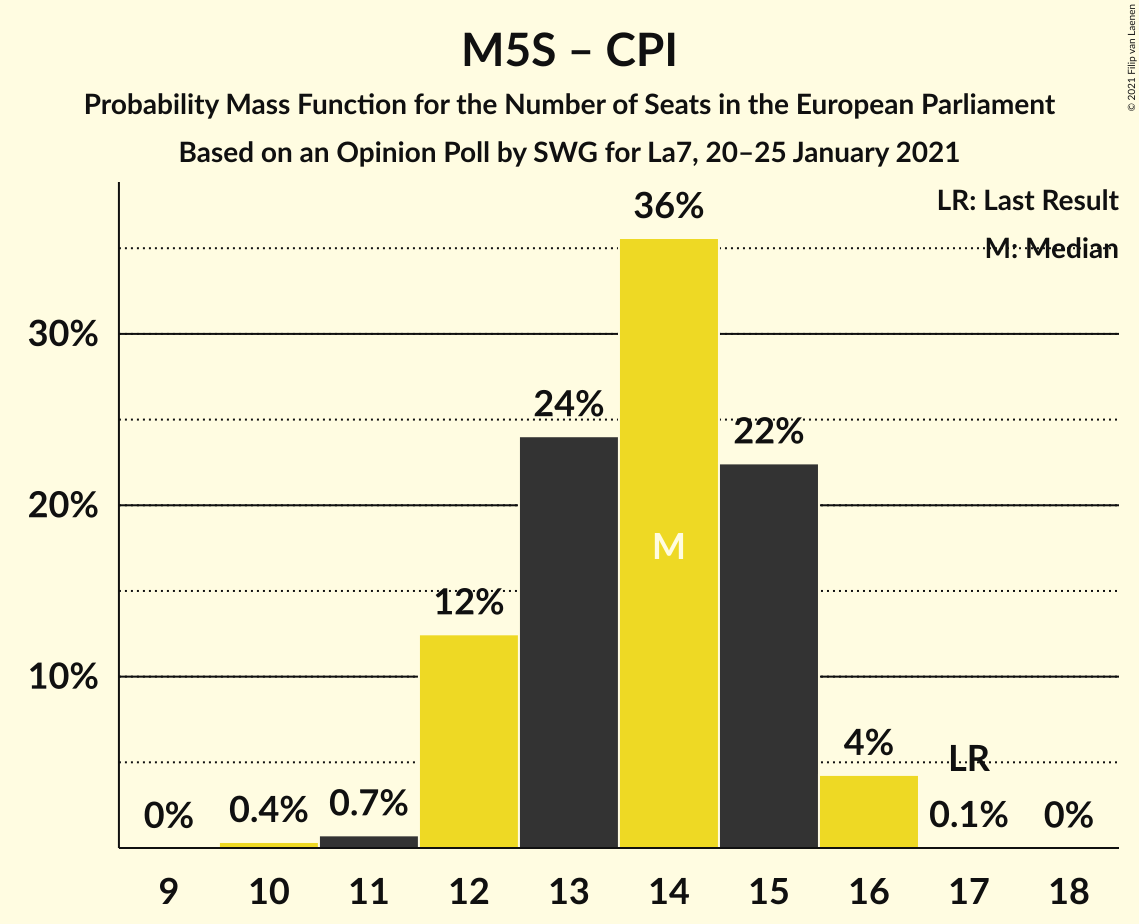 M5S – CPI
Probability Mass Function for the Number of Seats in the European Parliament
Based on an Opinion Poll by SWG for La7, 20–25 January 2021
© 2021 Filip van Laenen
LR: Last Result
M: Median
30%
20%
10%
0%
0.4%
0.7%
12%
24%
36%
M
22%
4%
LR
0.1%
0%
9 10 11 12 13 14 15 16 17 18